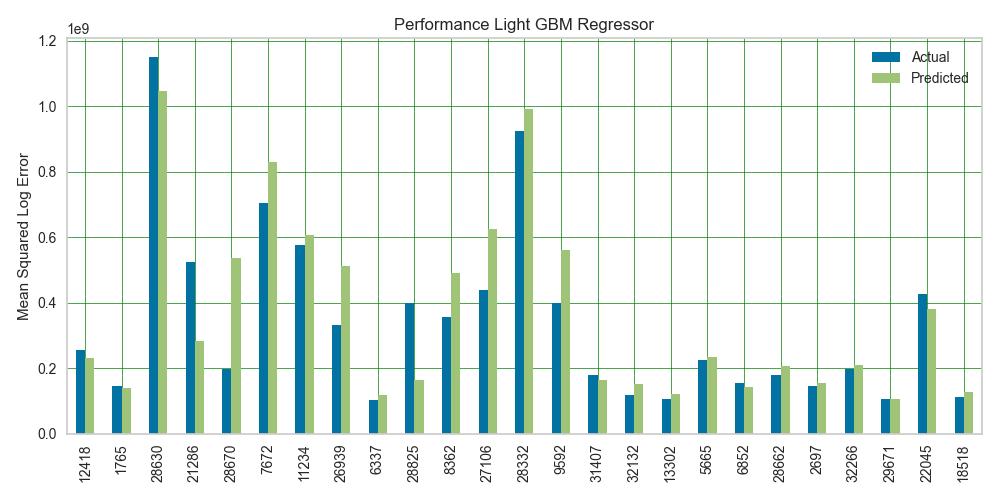 Performance Light GBM Regressor
1e9
Actual
Predicted
Mean Squared Log Error
1.2
1.0
0.8
0.6
0.4
0.2
0.0
12418 1765 28630 21286 28670 7672 11234 26939 6337 28825 8362 27106 28332 9592 31407 32132 13302 5665 6852 28662 2697 32266 29671 22045 18518